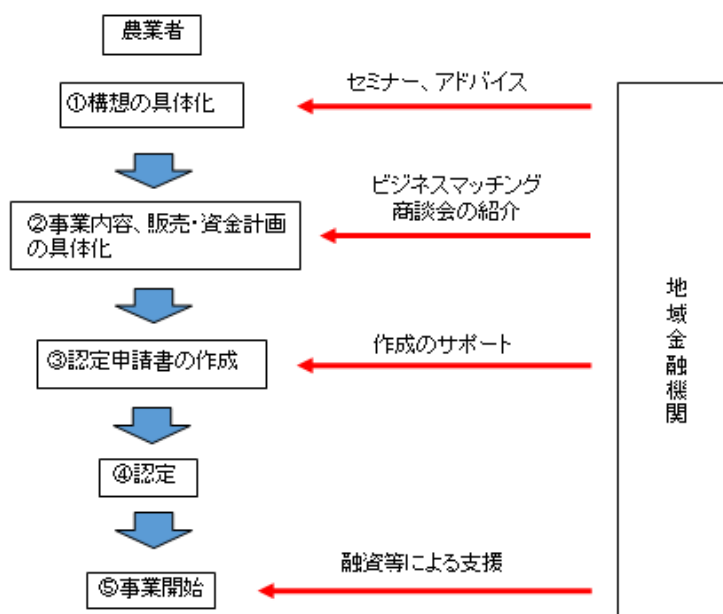 農業者
①構想の具体化
セミナー、アドバイス
②事業内容、販売・資金計画
の具体化
ビジネスマッチング
商談会の紹介
③認定申請書の作成
作成のサポート
④認定
⑤事業開始
融資等による支援
地域金融機関